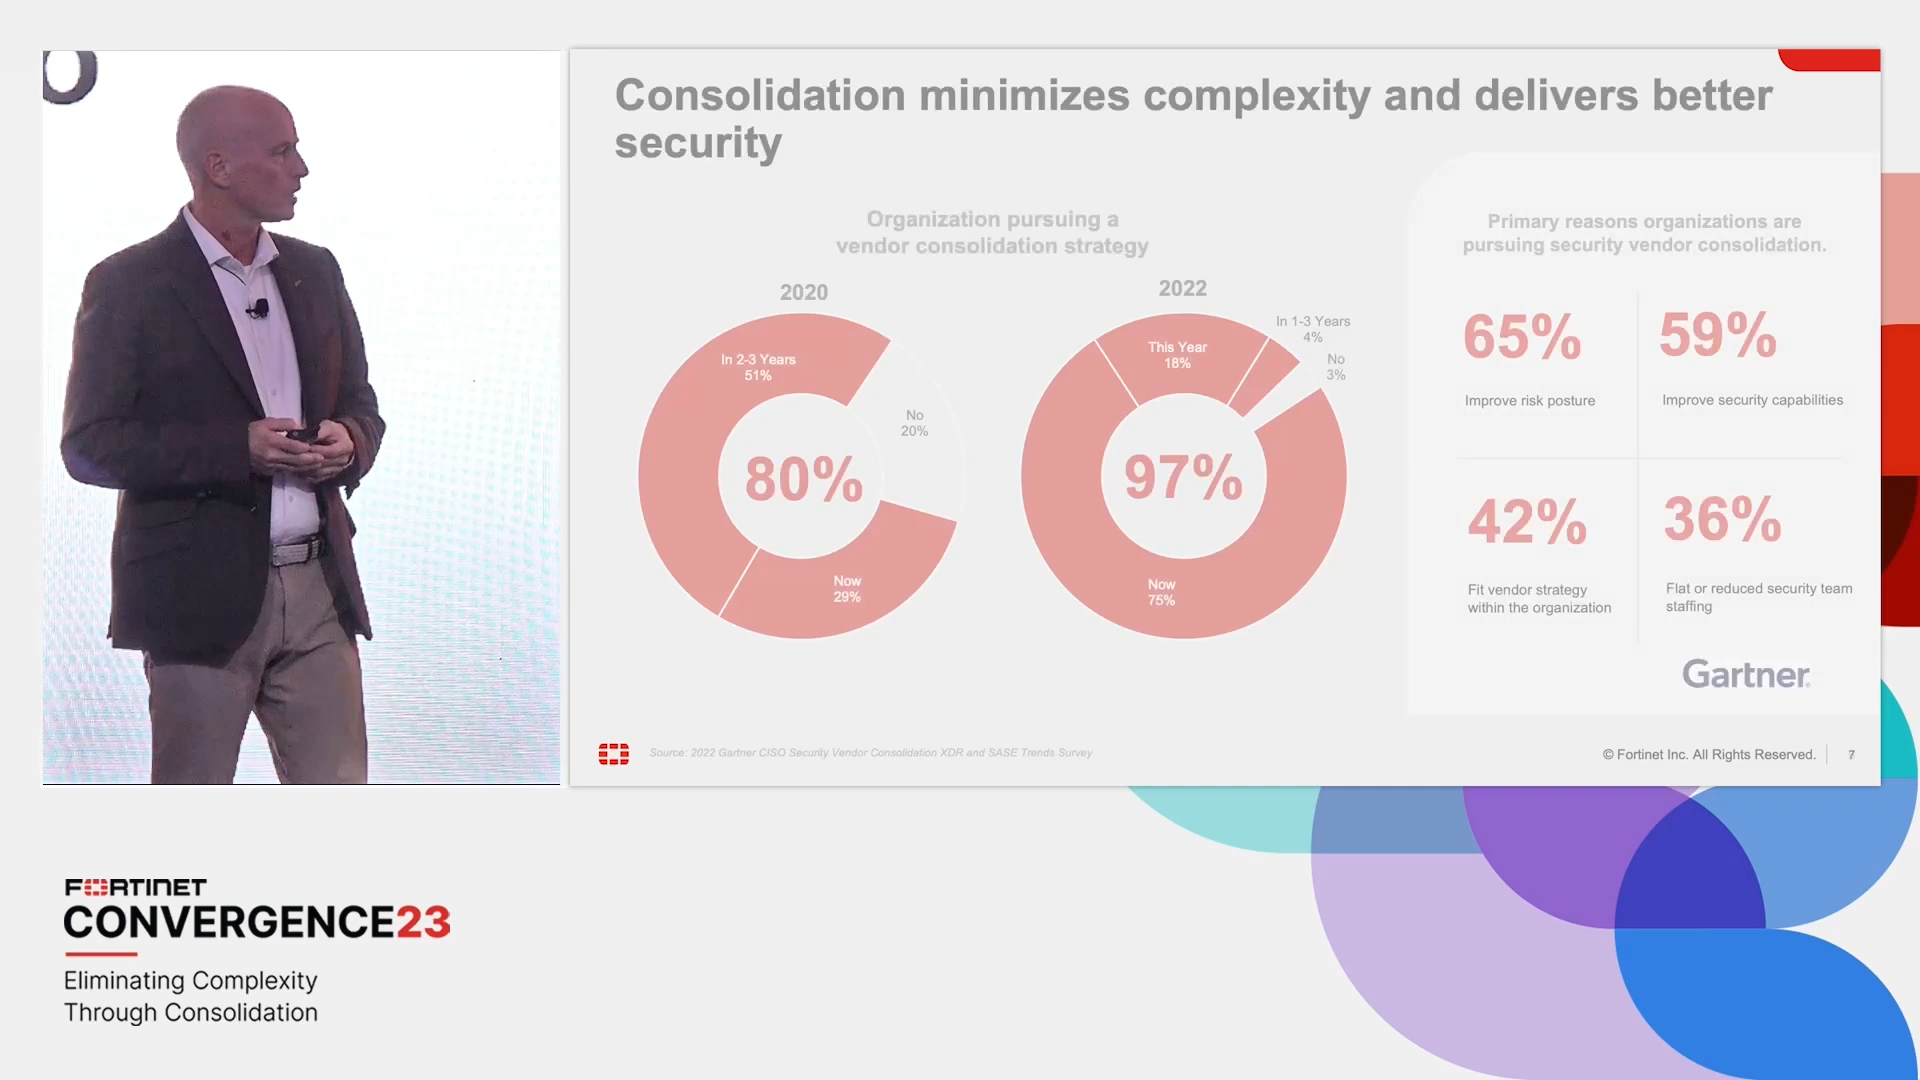 Consolidation minimizes complexity and delivers better
security
Organization pursuing a
vendor consolidation strategy
2020
In 2-3 Years
51%
No
20%
80%
Now
29%
2022
This Year
18%
In 1-3 Years
4%
No
3%
97%
Now
75%
Primary reasons organizations are
pursuing security vendor consolidation.
65%
Improve risk posture
59%
Improve security capabilities
42%
Fit vendor strategy
within the organization
36%
Flat or reduced security team
staffing
Gartner
Source: 2022 Gartner CISO Security Vendor Consolidation XDR and SASE Trends Survey
© Fortinet Inc. All Rights Reserved.
7
FORTINET
CONVERGENCE23
Eliminating Complexity
Through Consolidation